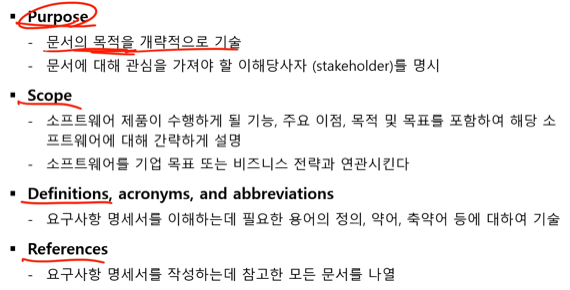 ▪ Purpose
- 문서의 목적을 개략적으로 기술
- 문서에 대해 관심을 가져야 할 이해당사자 (stakeholder)를 명시
▪ Scope
- 소프트웨어 제품이 수행하게 될 기능, 주요 이점, 목적 및 목표를 포함하여 해당 소
프트웨어에 대해 간략하게 설명
- 소프트웨어를 기업 목표 또는 비즈니스 전략과 연관시킨다
▪ Definitions, acronyms, and abbreviations
- 요구사항 명세서를 이해하는데 필요한 용어의 정의, 약어, 축약어 등에 대하여 기술
▪ References
- 요구사항 명세서를 작성하는데 참고한 모든 문서를 나열